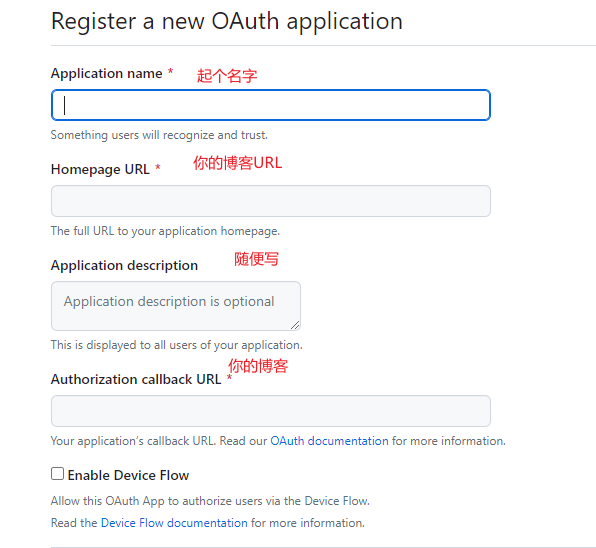 Register a new OAuth application
Application name * 起个名字
Something users will recognize and trust.
Homepage URL * 你的博客URL
The full URL to your application homepage.
Application description 随便写
Application description is optional
This is displayed to all users of your application.
你的博客
Authorization callback URL *
Your application's callback URL. Read our OAuth documentation for more information.
Enable Device Flow
Allow this OAuth App to authorize users via the Device Flow.
Read the Device Flow documentation for more information.